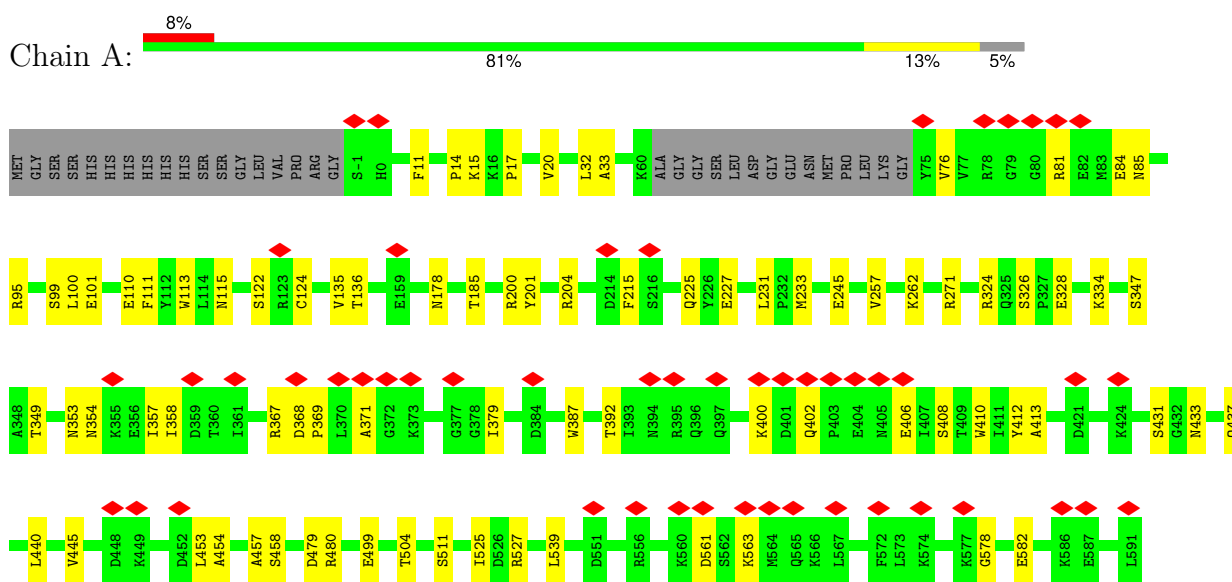 8%
Chain A:
81% 13% 5%
MET GLY SER SER HIS HIS HIS HIS HIS HIS SER SER GLY LEU VAL PRO ARG GLY S-1 H0 F11 P14 K15 K16 P17 V20 L32 A33 K60 ALA GLY GLY SER LEU ASP GLY GLU ASN MET PRO LEU LYS GLY Y75 V76 V77 R78 G79 G80 R81 E82 M83 E84 N85
R95 S99 L100 E101 E110 F111 Y112 W113 L114 N115 S122 R123 C124 V135 T136 E159 N178 T185 R200 Y201 R204 D214 F215 S216 Q225 Y226 E227 L231 P232 M233 E245 V257 K262 R271 R324 Q325 S326 P327 E328 K334 S347
A348 T349 N353 N354 K355 E356 I357 I358 D359 T360 I361 R367 D368 P369 L370 A371 G372 K373 G377 G378 I379 D384 W387 T392 I393 N394 R395 Q396 Q397 K400 D401 Q402 P403 E404 N405 E406 I407 S408 T409 W410 I411 Y412 A413 D421 K424 S431 G432 N433
L440 V445 D448 K449 D452 L453 A454 A457 S458 D479 R480 E499 T504 S511 I525 D526 R527 L539 D551 R556 K560 D561 S562 K563 M564 Q565 K566 L567 F572 L573 K574 K577 G578 E582 K586 E587 L591